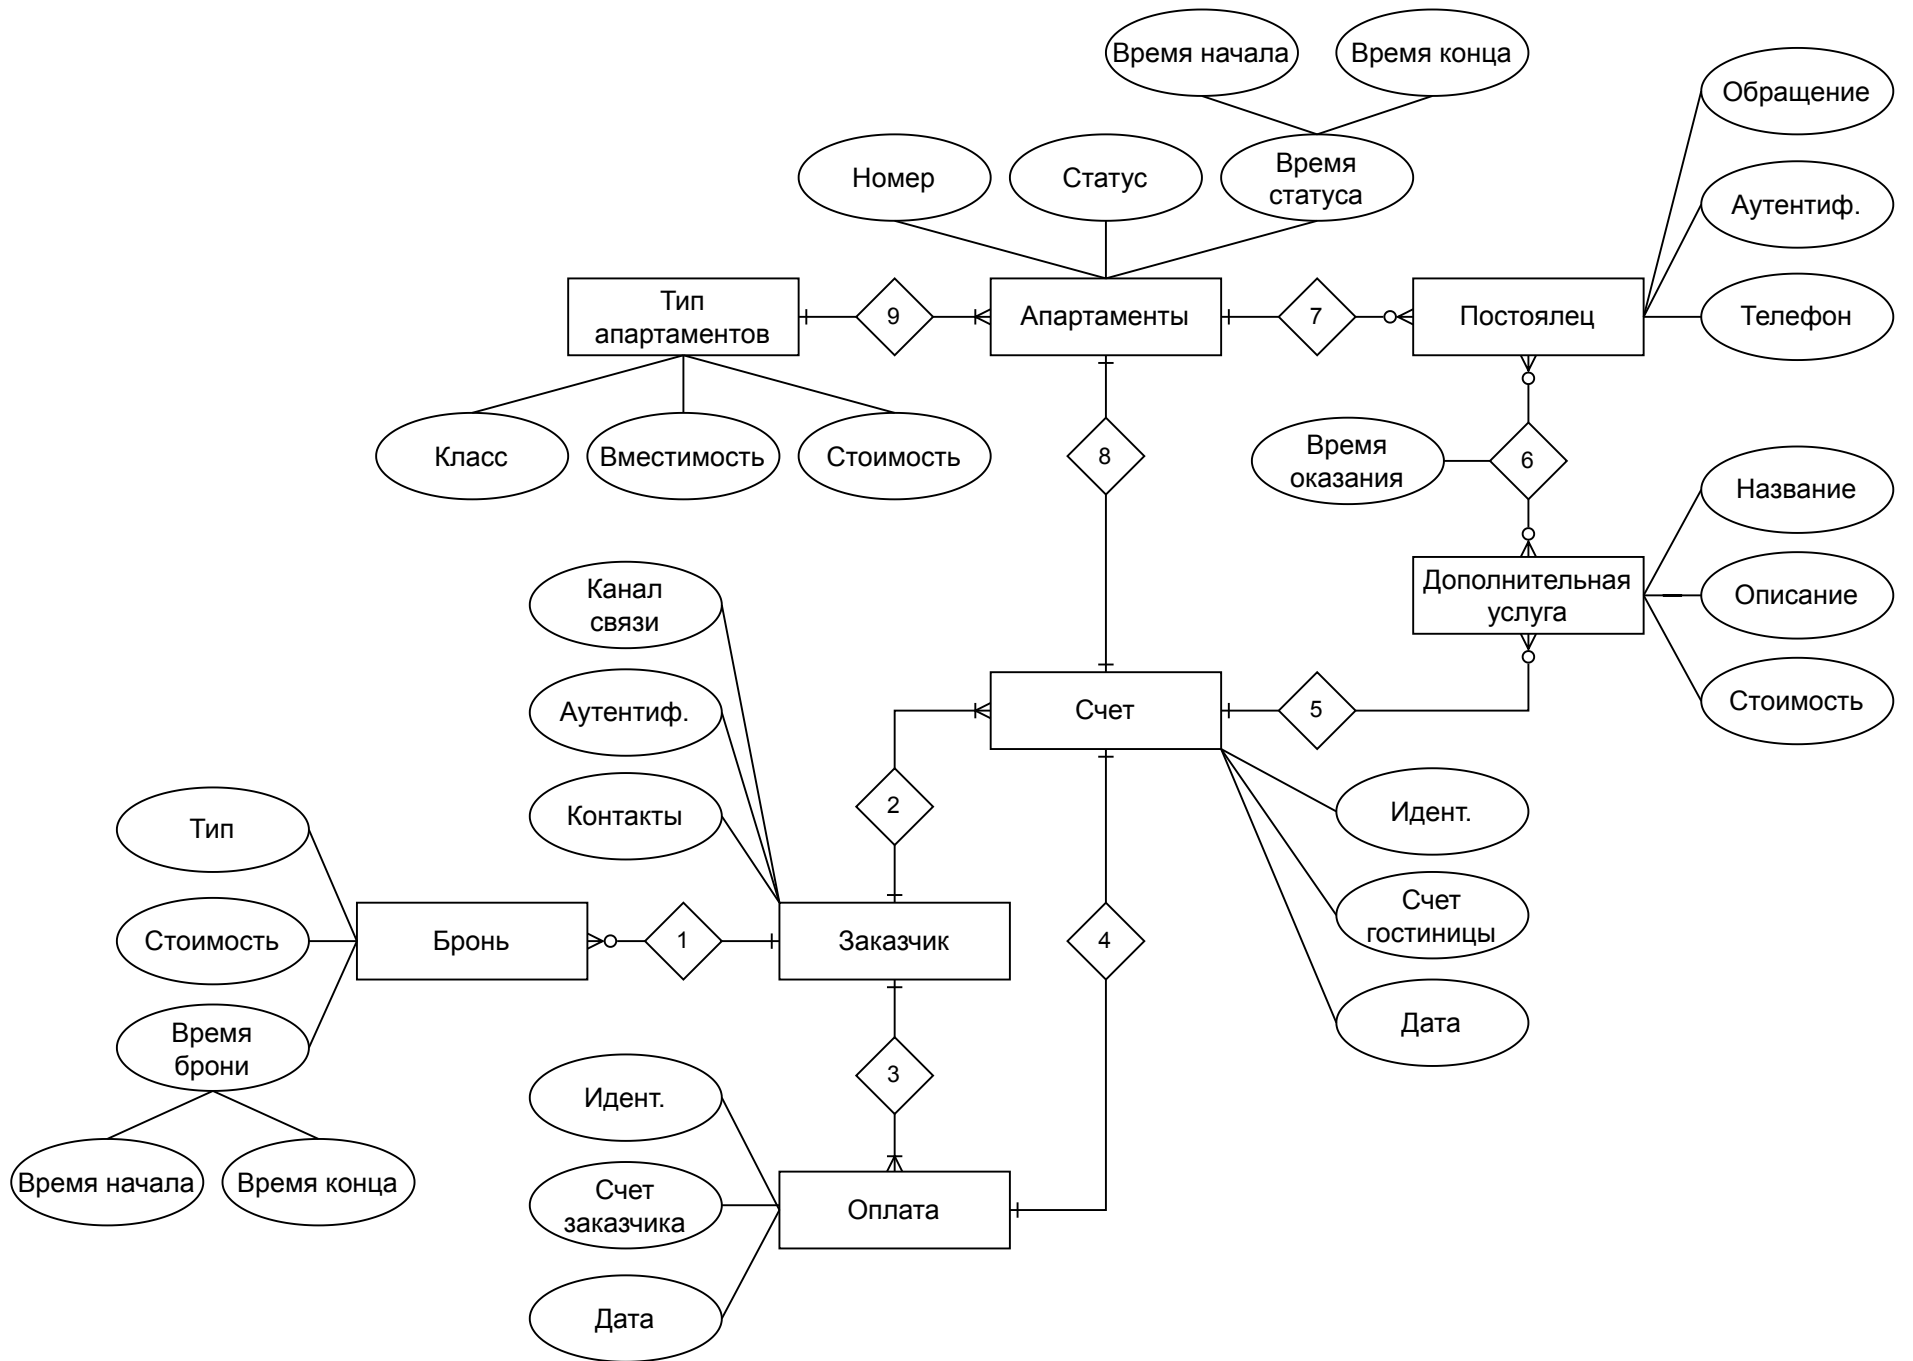 Время начала
Время конца
Обращение
Номер
Статус
Время
статуса
Аутентиф.
Тип
апартаментов
9
Апартаменты
7
Постоялец
Телефон
Класс
Вместимость
Стоимость
8
Время
оказания
6
Название
Канал
связи
Дополнительная
услуга
Описание
Аутентиф.
Счет
5
Стоимость
Контакты
2
Идент.
Тип
Стоимость
Бронь
1
Заказчик
4
Счет
гостиницы
Время
брони
3
Дата
Идент.
Время начала
Время конца
Счет
заказчика
Оплата
Дата